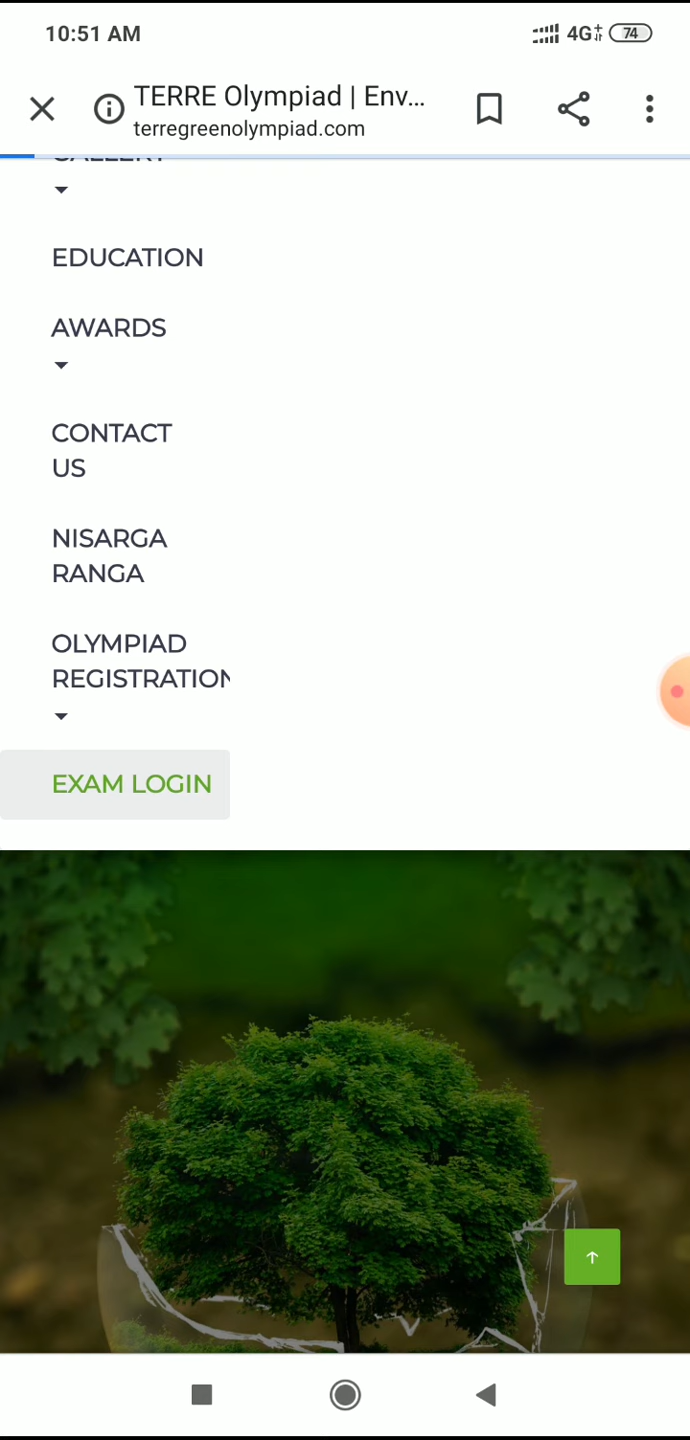 10:51 AM
4G
74
TERRE Olympiad | Env...
terregreenolympiad.com
GALLERY
EDUCATION
AWARDS
CONTACT
US
NISARGA
RANGA
OLYMPIAD
REGISTRATION
EXAM LOGIN